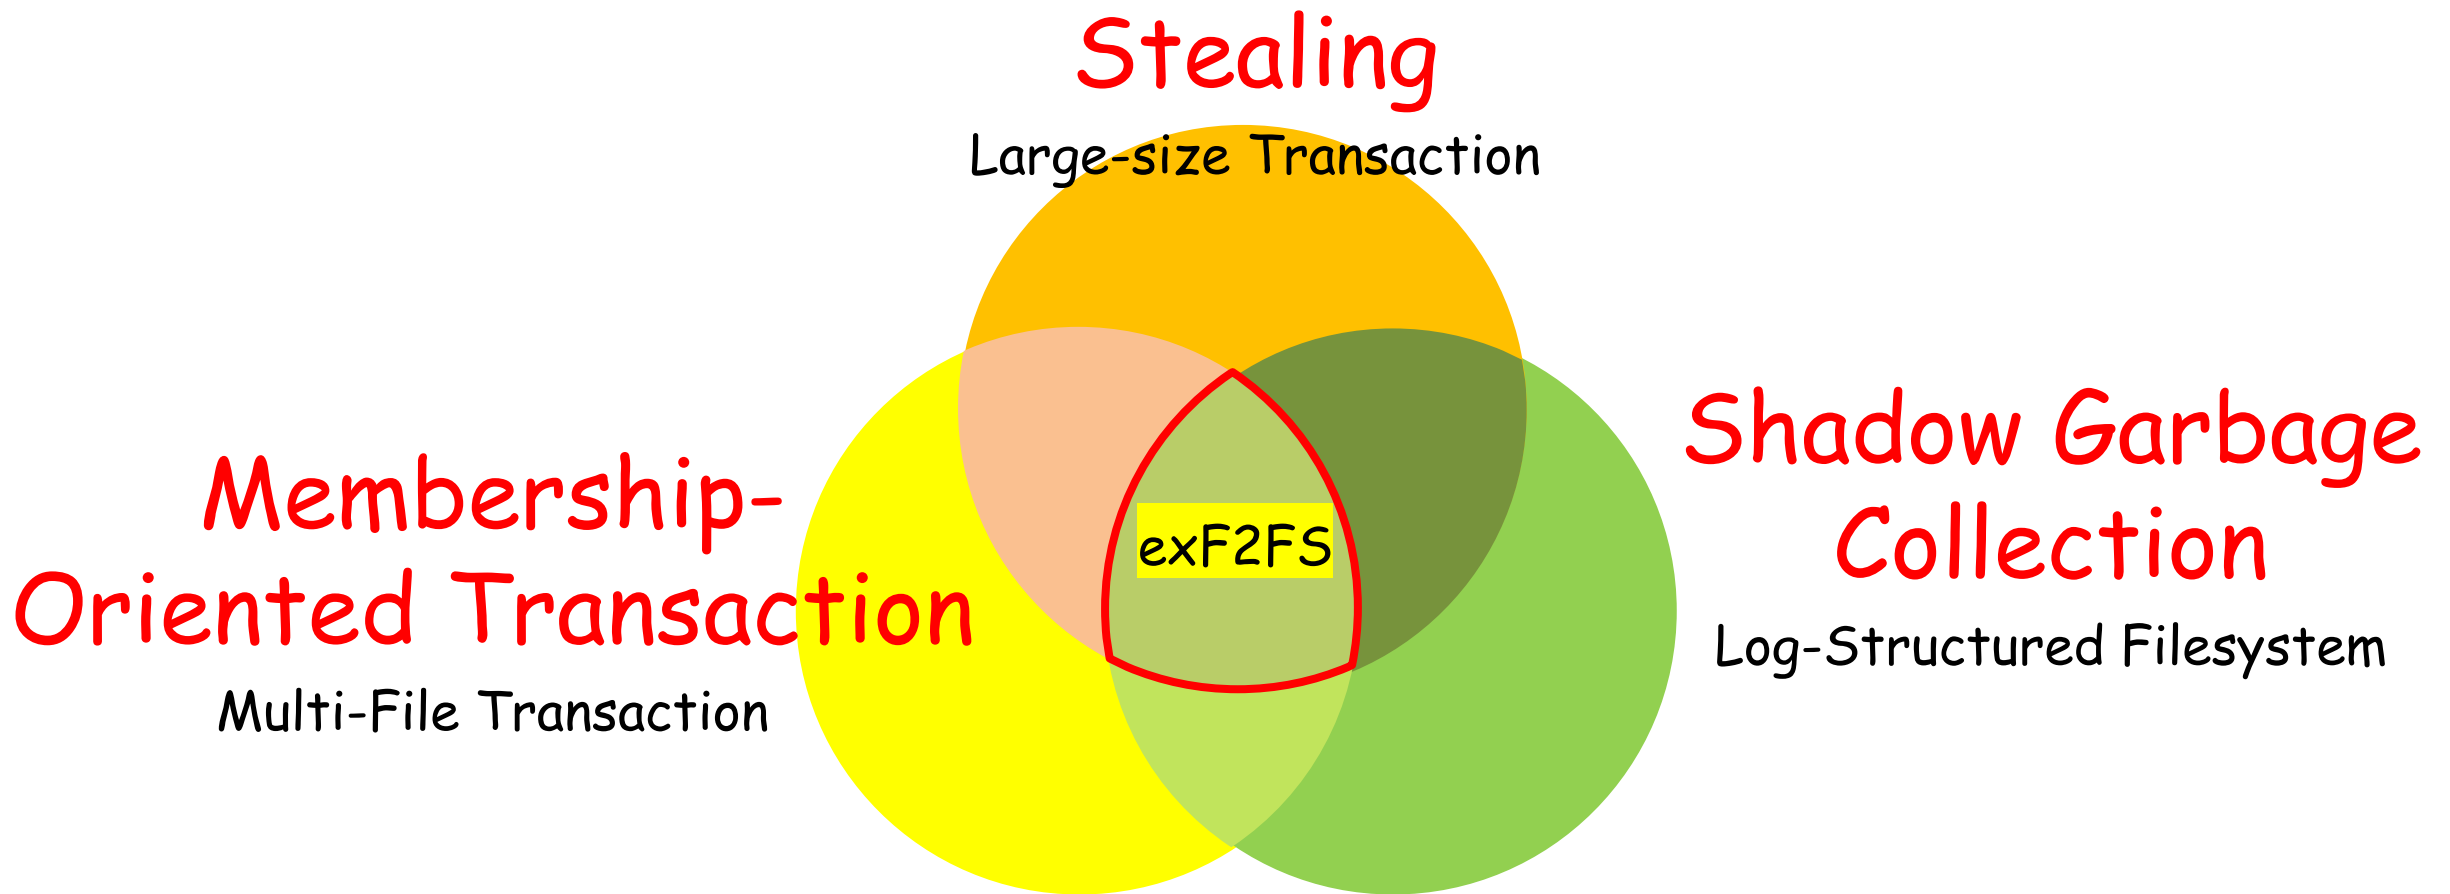 Stealing
Large-size Transaction
Membership-
Oriented Transaction
Multi-File Transaction
exF2FS
Shadow Garbage
Collection
Log-Structured Filesystem